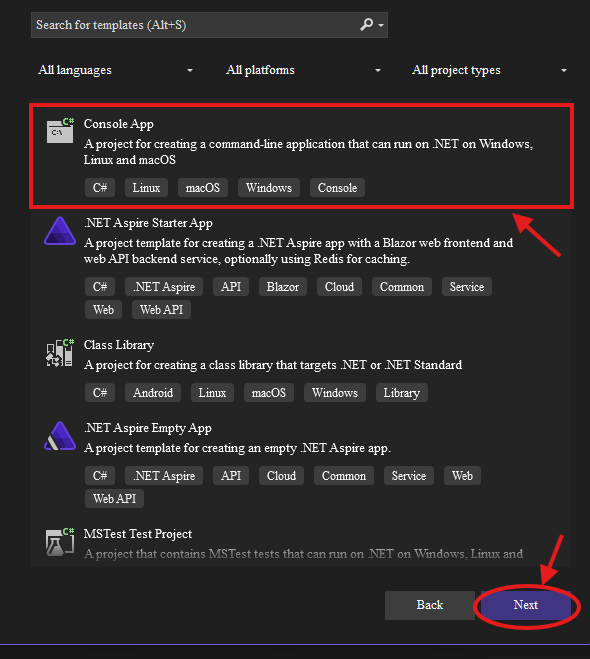 Search for templates (Alt+S)
All languages All platforms All project types
C# Console App
C:\ A project for creating a command-line application that can run on .NET on Windows,
Linux and macOS
C# Linux macOS Windows Console
.NET Aspire Starter App
A project template for creating a .NET Aspire app with a Blazor web frontend and
web API backend service, optionally using Redis for caching.
C# .NET Aspire API Blazor Cloud Common Service
Web Web API
C# Class Library
A project for creating a class library that targets .NET or .NET Standard
C# Android Linux macOS Windows Library
.NET Aspire Empty App
A project template for creating an empty .NET Aspire app.
C# .NET Aspire API Cloud Common Service Web
Web API
C# MSTest Test Project
A project that contains MSTest tests that can run on .NET on Windows, Linux and
Back Next